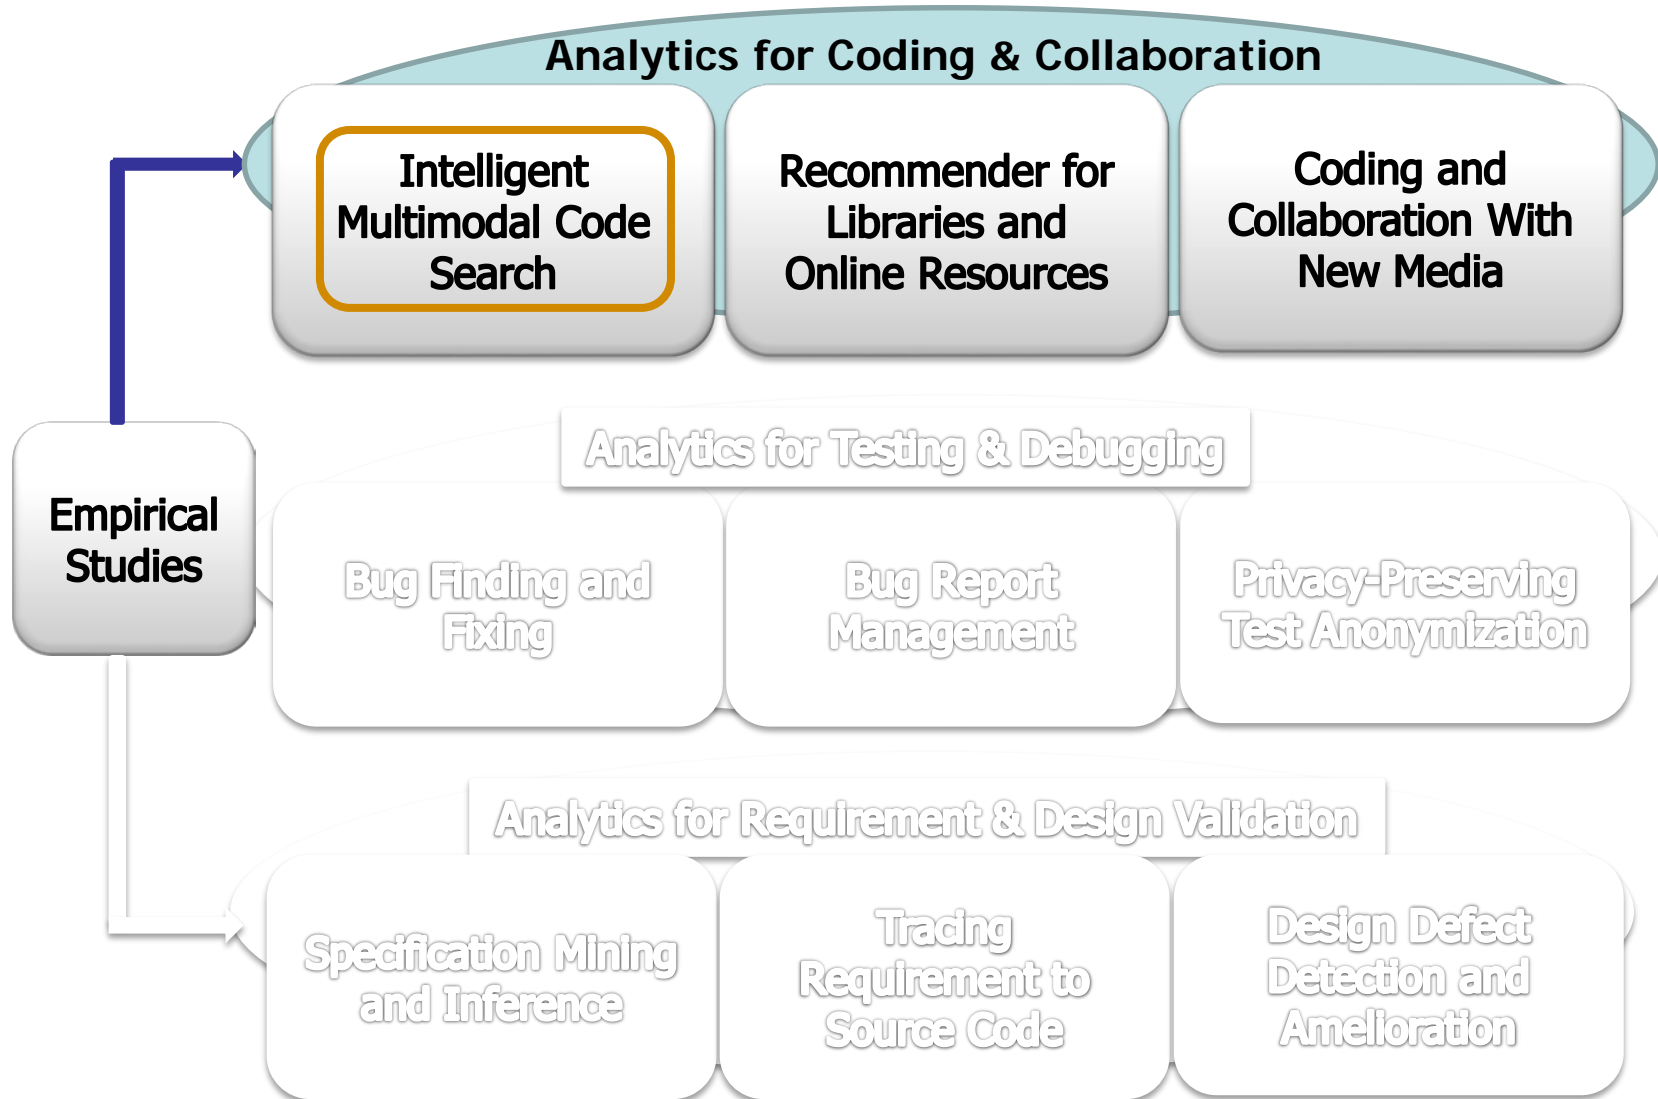 Analytics for Coding & Collaboration
Intelligent
Multimodal Code
Search
Recommender for
Libraries and
Online Resources
Coding and
Collaboration With
New Media
Empirical
Studies
Analytics for Testing & Debugging
Bug Finding and
Fixing
Bug Report
Management
Privacy-Preserving
Test Anonymization
Analytics for Requirement & Design Validation
Specification Mining
and Inference
Tracing
Requirement to
Source Code
Design Defect
Detection and
Amelioration